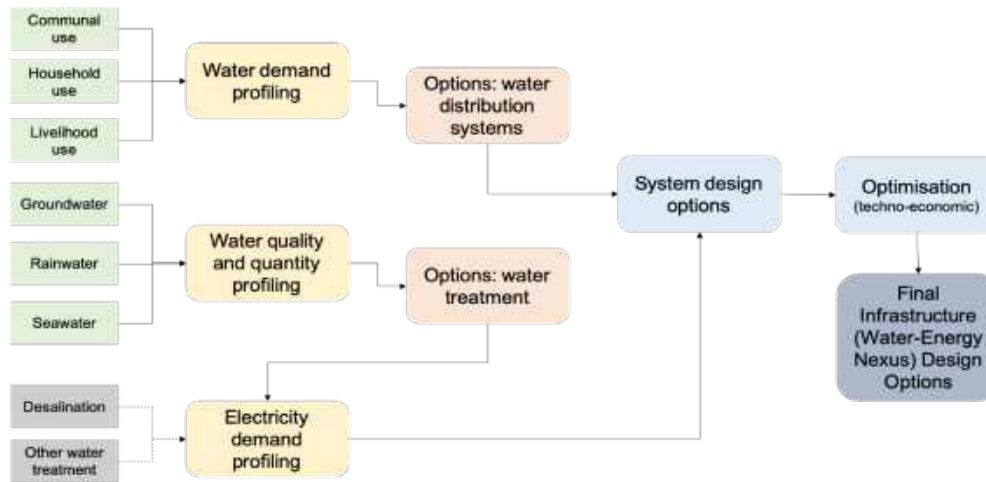 Communal
use
Household
use
Livelihood
use
Water demand
profiling
Options: water
distribution
systems
Groundwater
Rainwater
Seawater
Water quality
and quantity
profiling
Options: water
treatment
Desalination
Other water
treatment
Electricity
demand
profiling
System design
options
Optimisation
(techno-economic)
Final
Infrastructure
(Water-Energy
Nexus) Design
Options